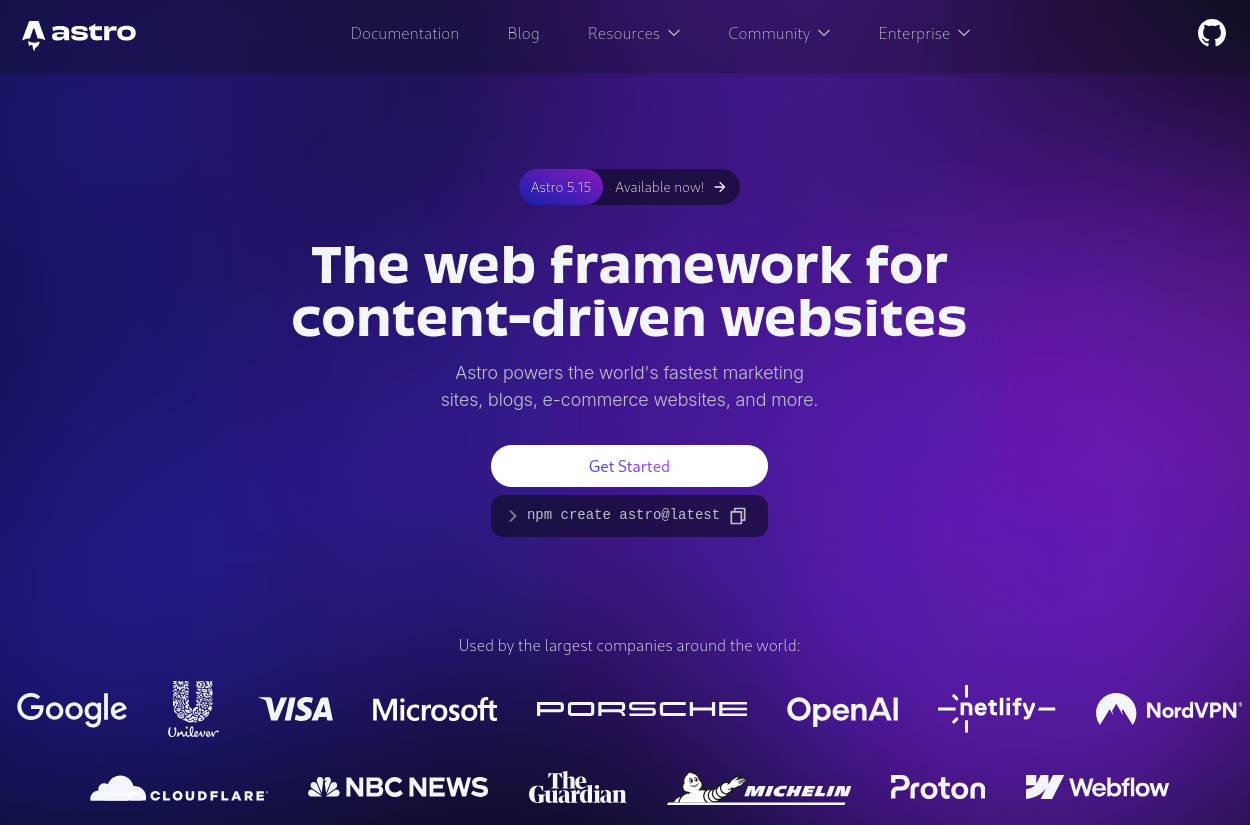 astro
Documentation
Blog
Resources
Community
Enterprise
Astro 5.15
Available now!
The web framework for
content-driven websites
Astro powers the world's fastest marketing
sites, blogs, e-commerce websites, and more.
Get Started
npm create astro@latest
Used by the largest companies around the world:
Google
Unilever
VISA
Microsoft
PORSCHE
OpenAI
netlify
NordVPN®
CLOUDFLARE
NBC NEWS
The
Guardian
MICHELIN
Proton
Webflow